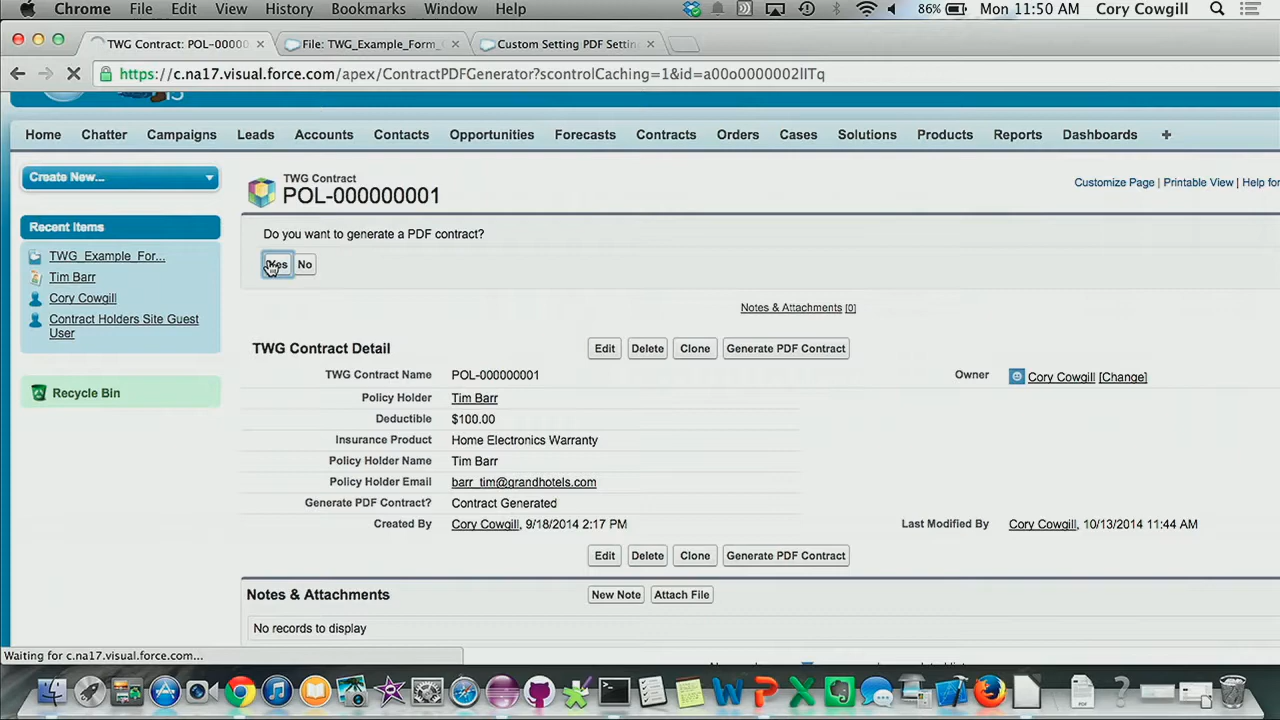 Chrome File Edit View History Bookmarks Window Help 86% Mon 11:50 AM Cory Cowgill
TWG Contract: POL-00000 File: TWG_Example_Form_ Custom Setting PDF Settin
https://c.na17.visual.force.com/apex/ContractPDFGenerator?scontrolCaching=1&id=a00o0000002lITq
15
Home Chatter Campaigns Leads Accounts Contacts Opportunities Forecasts Contracts Orders Cases Solutions Products Reports Dashboards +
Create New...
Recent Items
TWG_Example_For...
Tim Barr
Cory Cowgill
Contract Holders Site Guest
User
Recycle Bin
TWG Contract
POL-000000001
Customize Page | Printable View | Help for
Do you want to generate a PDF contract?
Yes No
Notes & Attachments [0]
TWG Contract Detail Edit Delete Clone Generate PDF Contract
TWG Contract Name POL-000000001 Owner Cory Cowgill [Change]
Policy Holder Tim Barr
Deductible $100.00
Insurance Product Home Electronics Warranty
Policy Holder Name Tim Barr
Policy Holder Email barr_tim@grandhotels.com
Generate PDF Contract? Contract Generated
Created By Cory Cowgill, 9/18/2014 2:17 PM Last Modified By Cory Cowgill, 10/13/2014 11:44 AM
Edit Delete Clone Generate PDF Contract
Notes & Attachments New Note Attach File
No records to display
Waiting for c.na17.visual.force.com...